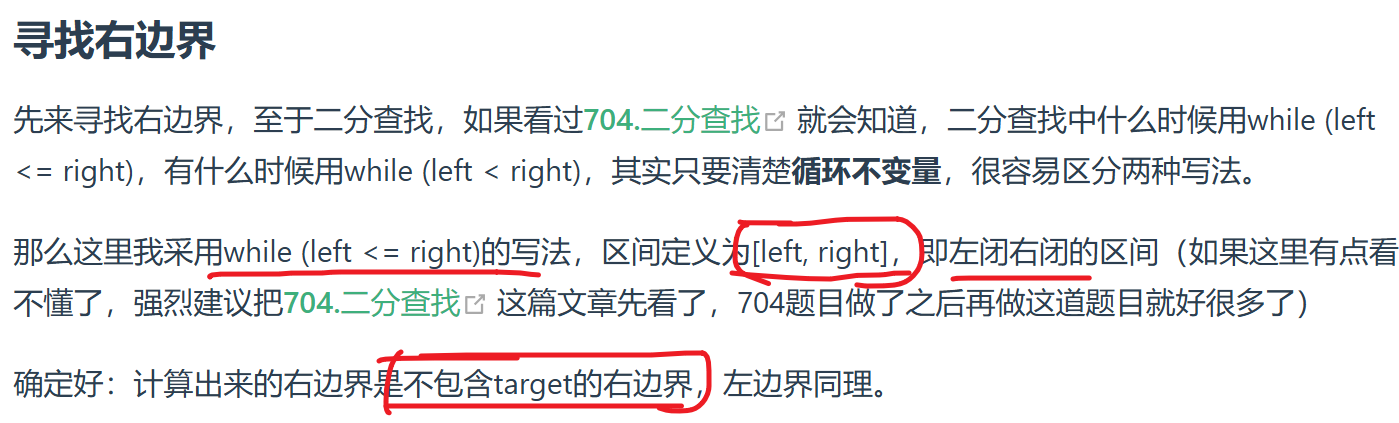 寻找右边界
先来寻找右边界，至于二分查找，如果看过704.二分查找 就会知道，二分查找中什么时候用while (left
<= right)，有什么时候用while (left < right)，其实只要清楚循环不变量，很容易区分两种写法。
那么这里我采用while (left <= right)的写法，区间定义为[left, right]，即左闭右闭的区间（如果这里有点看
不懂了，强烈建议把704.二分查找 这篇文章先看了，704题目做了之后再做这道题目就好很多了）
确定好：计算出来的右边界是不包含target的右边界，左边界同理。